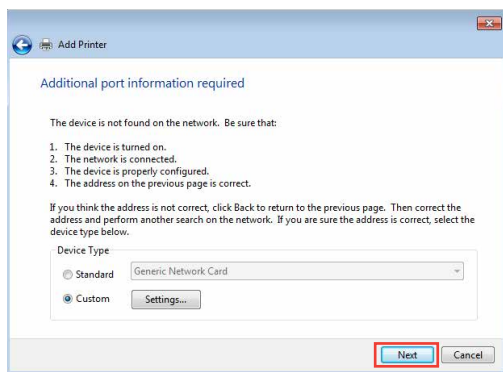 Add Printer
Additional port information required
The device is not found on the network. Be sure that:
1. The device is turned on.
2. The network is connected.
3. The device is properly configured.
4. The address on the previous page is correct.
If you think the address is not correct, click Back to return to the previous page. Then correct the
address and perform another search on the network. If you are sure the address is correct, select the
device type below.
Device Type
Standard
Generic Network Card
Custom
Settings...
Next
Cancel